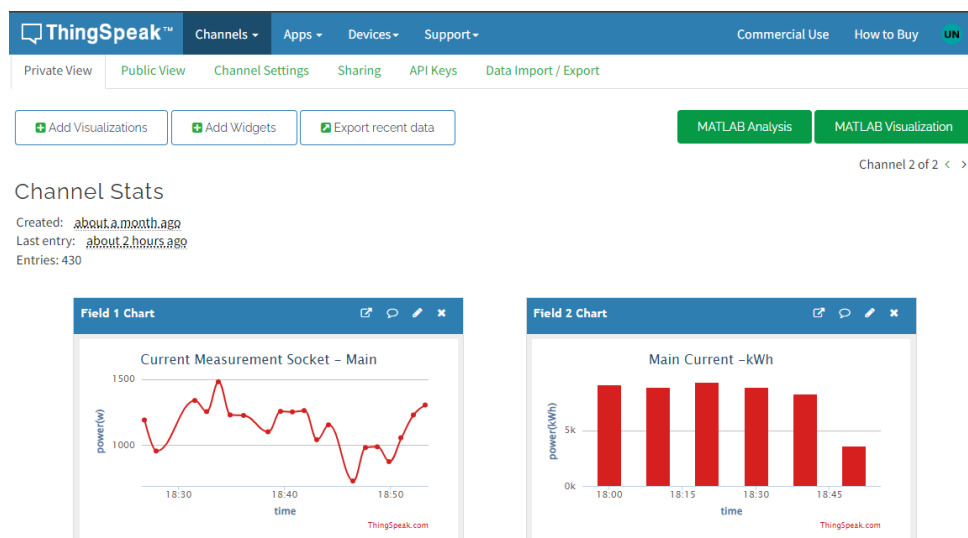 ThingSpeak™ Channels Apps Devices Support Commercial Use How to Buy UN
Private View Public View Channel Settings Sharing API Keys Data Import / Export
Add Visualizations Add Widgets Export recent data MATLAB Analysis MATLAB Visualization
Channel 2 of 2 < >
Channel Stats
Created: about a month ago
Last entry: about 2 hours ago
Entries: 430
Field 1 Chart
Current Measurement Socket – Main
power(w)
1500
1000
18:30 18:40 18:50
time
ThingSpeak.com
Field 2 Chart
Main Current –kWh
power(kWh)
5k
0k
18:00 18:15 18:30 18:45
time
ThingSpeak.com